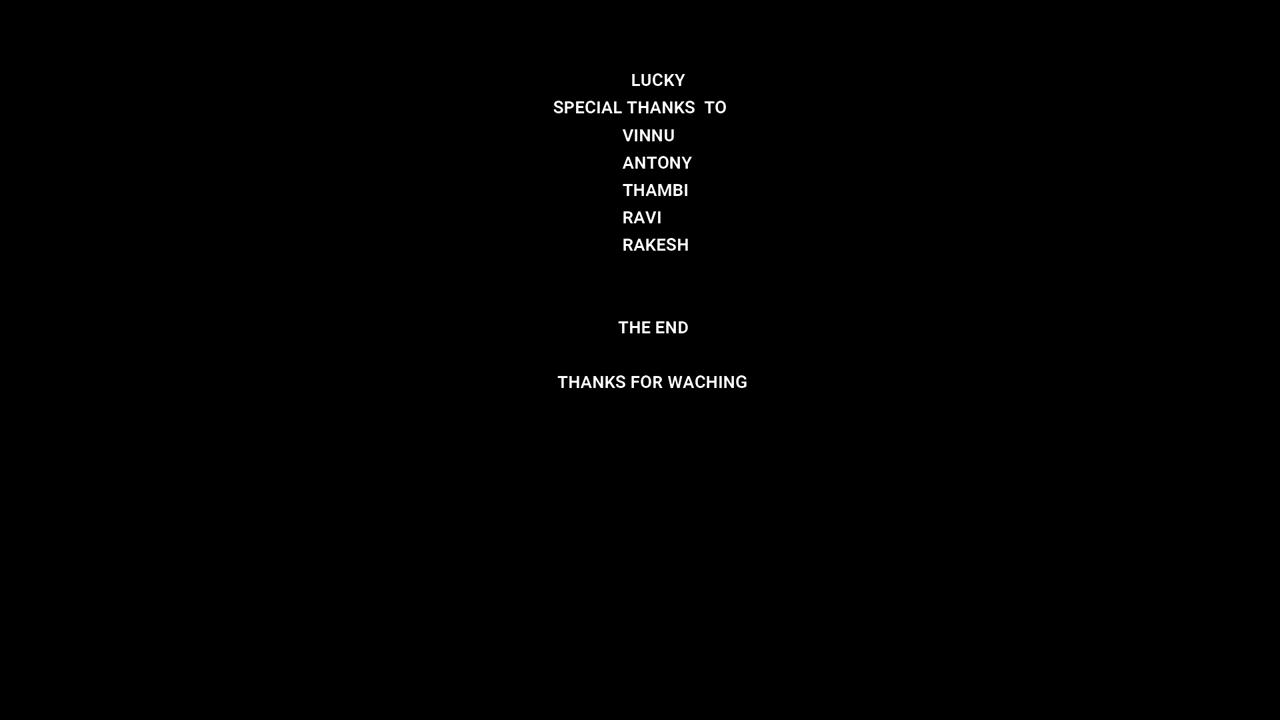 LUCKY
SPECIAL THANKS  TO
VINNU
ANTONY
THAMBI
RAVI
RAKESH
THE END
THANKS FOR WACHING